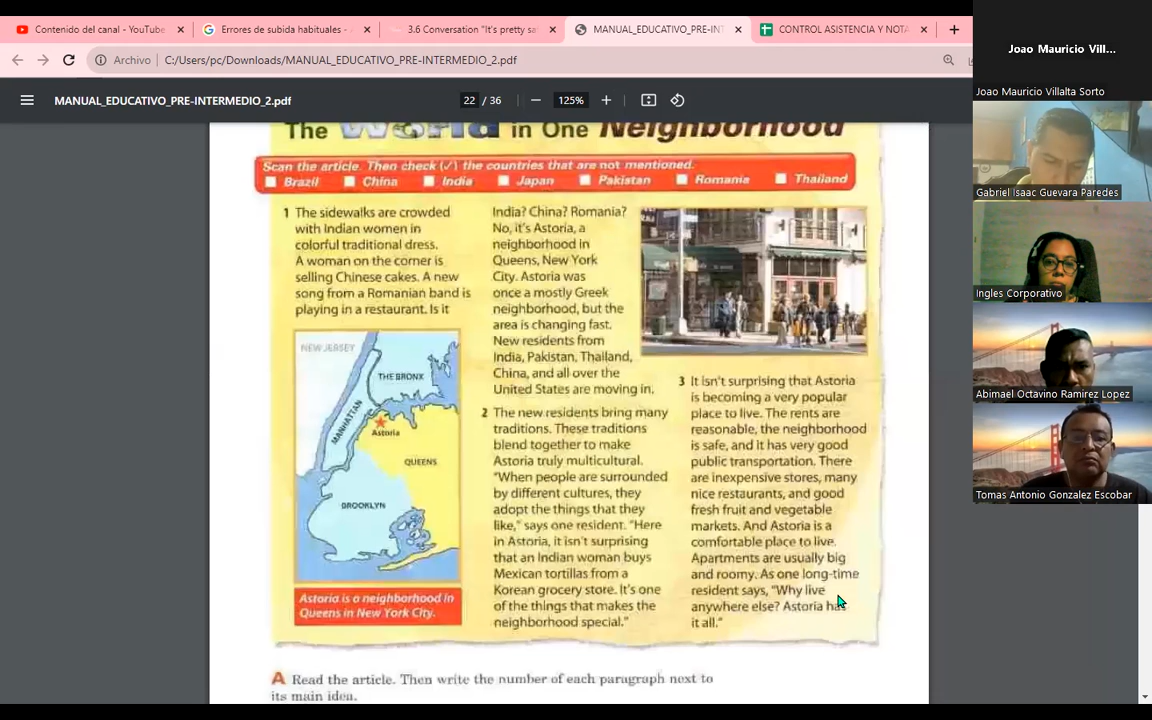 Contenido del canal - YouTube
Errores de subida habituales -
3.6 Conversation "It's pretty sa
MANUAL_EDUCATIVO_PRE-INT
CONTROL ASISTENCIA Y NOTA
Archivo
C:/Users/pc/Downloads/MANUAL_EDUCATIVO_PRE-INTERMEDIO_2.pdf
MANUAL_EDUCATIVO_PRE-INTERMEDIO_2.pdf
22 / 36
125%
The World in One Neighborhood
Scan the article. Then check (✓) the countries that are not mentioned.
Brazil China India Japan Pakistan Romania Thailand
1 The sidewalks are crowded
with Indian women in
colorful traditional dress.
A woman on the corner is
selling Chinese cakes. A new
song from a Romanian band is
playing in a restaurant. Is it
India? China? Romania?
No, it's Astoria, a
neighborhood in
Queens, New York
City. Astoria was
once a mostly Greek
neighborhood, but the
area is changing fast.
New residents from
India, Pakistan, Thailand,
China, and all over the
United States are moving in.
2 The new residents bring many
traditions. These traditions
blend together to make
Astoria truly multicultural.
"When people are surrounded
by different cultures, they
adopt the things that they
like," says one resident. "Here
in Astoria, it isn't surprising
that an Indian woman buys
Mexican tortillas from a
Korean grocery store. It's one
of the things that makes the
neighborhood special."
3 It isn't surprising that Astoria
is becoming a very popular
place to live. The rents are
reasonable, the neighborhood
is safe, and it has very good
public transportation. There
are inexpensive stores, many
nice restaurants, and good
fresh fruit and vegetable
markets. And Astoria is a
comfortable place to live.
Apartments are usually big
and roomy. As one long-time
resident says, "Why live
anywhere else? Astoria has
it all."
NEW JERSEY
THE BRONX
MANHATTAN
Astoria
QUEENS
BROOKLYN
Astoria is a neighborhood in
Queens in New York City.
A Read the article. Then write the number of each paragraph next to
its main idea.
Joao Mauricio Vill...
Joao Mauricio Villalta Sorto
Gabriel Isaac Guevara Paredes
Ingles Corporativo
Abimael Octavino Ramirez Lopez
Tomas Antonio Gonzalez Escobar